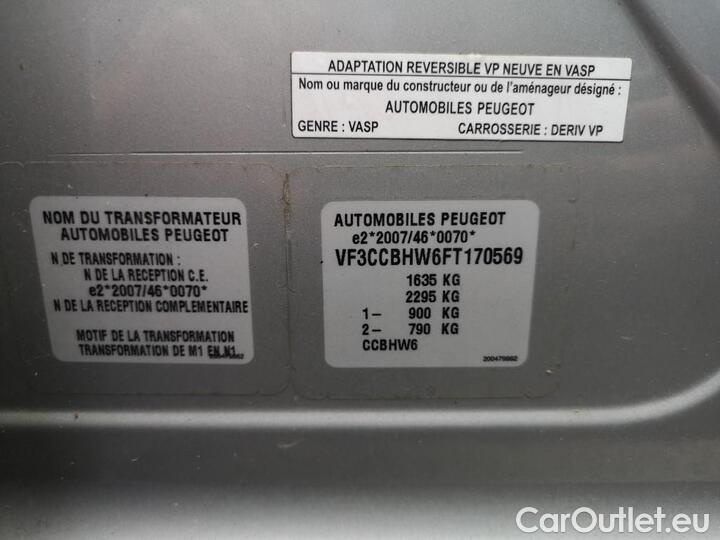 ADAPTATION REVERSIBLE VP NEUVE EN VASP
Nom ou marque du constructeur ou de l'aménageur désigné :
AUTOMOBILES PEUGEOT
GENRE : VASP CARROSSERIE : DERIV VP
NOM DU TRANSFORMATEUR
AUTOMOBILES PEUGEOT
N DE TRANSFORMATION :
N DE LA RECEPTION C.E.
e2*2007/46*0070*
N DE LA RECEPTION COMPLEMENTAIRE
MOTIF DE LA TRANSFORMATION
TRANSFORMATION DE M1 EN N1
200479862
AUTOMOBILES PEUGEOT
e2*2007/46*0070*
VF3CCBHW6FT170569
1635 KG
2295 KG
1– 900 KG
2– 790 KG
CCBHW6
200479862
CarOutlet.eu